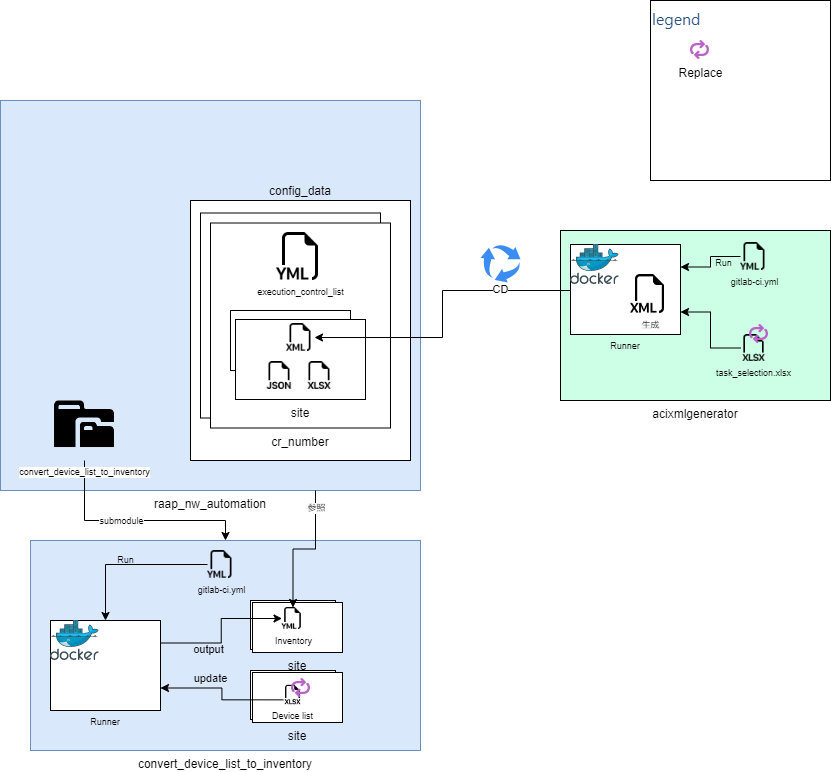 legend
Replace
config_data
YML
execution_control_list
XML
JSON
XLSX
site
cr_number
CD
docker
XML
生成
Runner
Run
YML
gitlab-ci.yml
XLSX
task_selection.xlsx
acixmlgenerator
convert_device_list_to_inventory
raap_nw_automation
参照
submodule
Run
YML
gitlab-ci.yml
docker
Runner
output
YML
Inventory
site
update
XLSX
Device list
site
convert_device_list_to_inventory